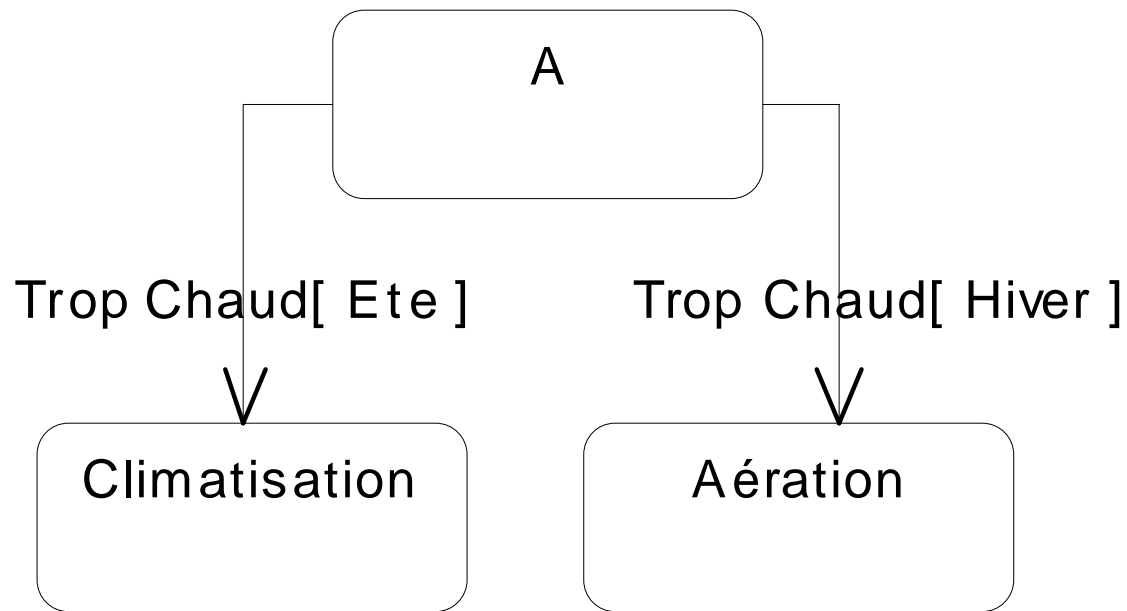 A
Trop Chaud[ Ete ]
Trop Chaud[ Hiver ]
Climatisation
Aération